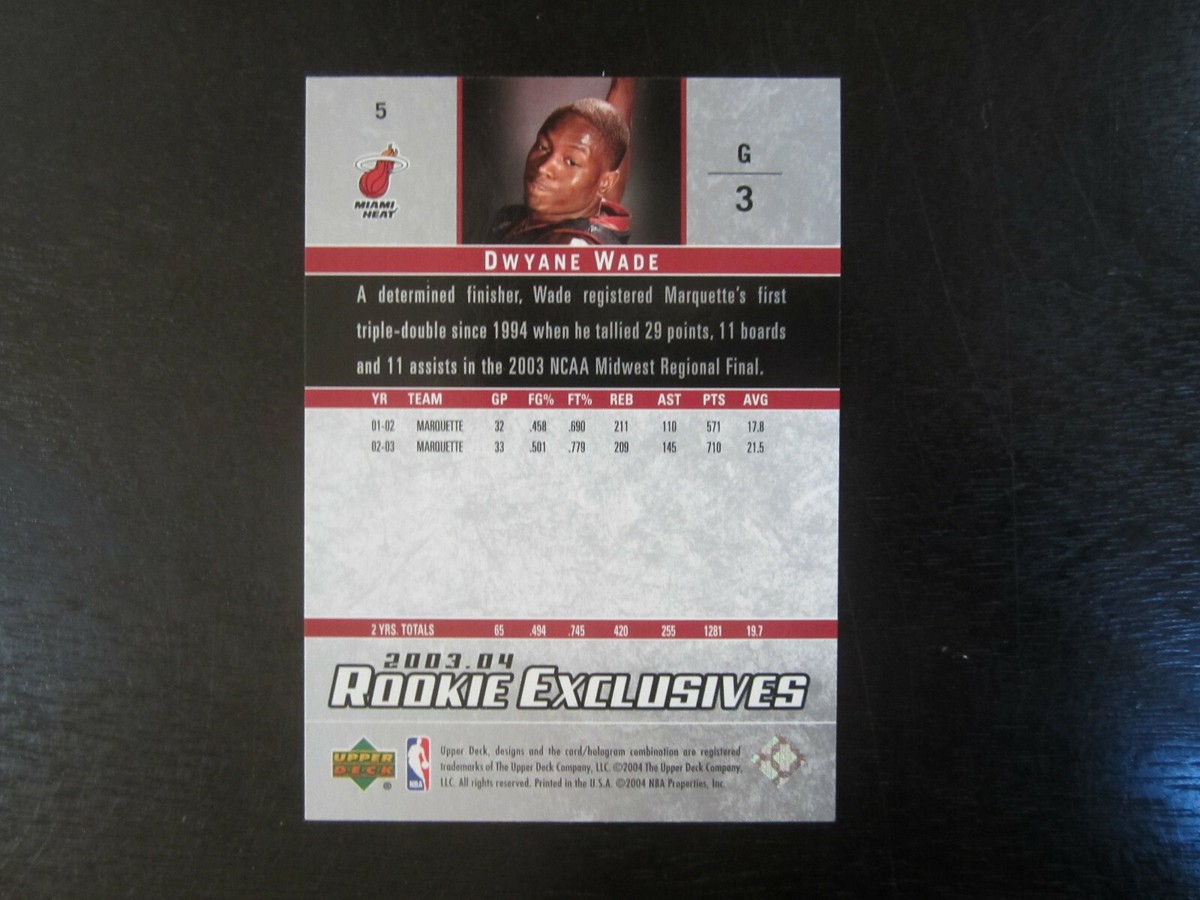 5
G
3
MIAMI
HEAT
DWYANE WADE
A determined finisher, Wade registered Marquette's first
triple-double since 1994 when he tallied 29 points, 11 boards
and 11 assists in the 2003 NCAA Midwest Regional Final.
YR TEAM GP FG% FT% REB AST PTS AVG
01-02 MARQUETTE 32 .458 .690 211 110 571 17.8
02-03 MARQUETTE 33 .501 .779 209 145 710 21.5
2 YRS. TOTALS 65 .494 .745 420 255 1281 19.7
2003.04
ROOKIE EXCLUSIVES
UPPER
DECK
®
NBA
Upper Deck, designs and the card/hologram combination are registered
trademarks of The Upper Deck Company, LLC. ©2004 The Upper Deck Company,
LLC. All rights reserved. Printed in the U.S.A. ©2004 NBA Properties, Inc.